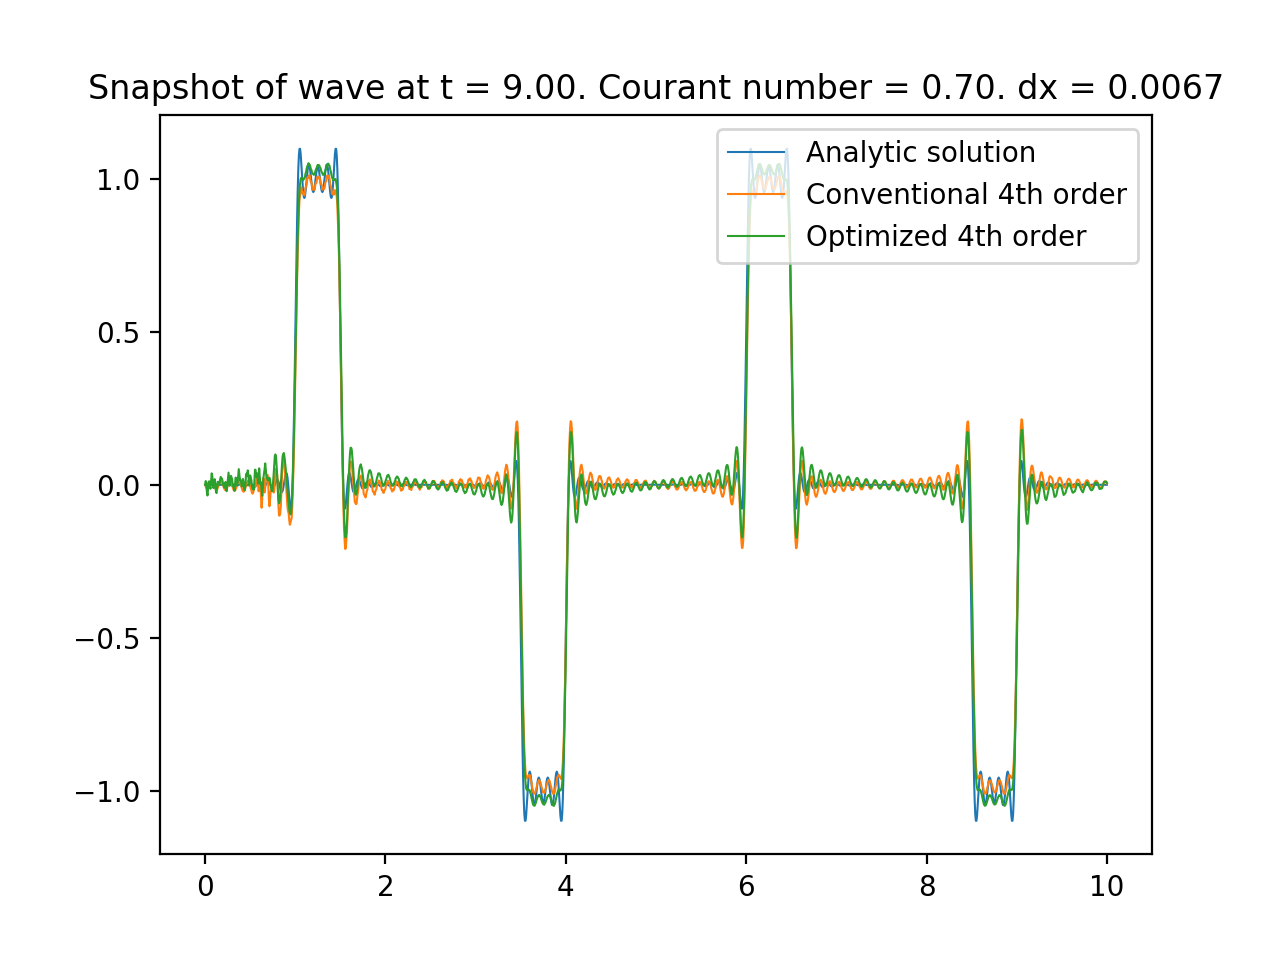 Snapshot of wave at t = 9.00. Courant number = 0.70. dx = 0.0067
Analytic solution
Conventional 4th order
Optimized 4th order
1.0
0.5
0.0
−0.5
−1.0
0 2 4 6 8 10